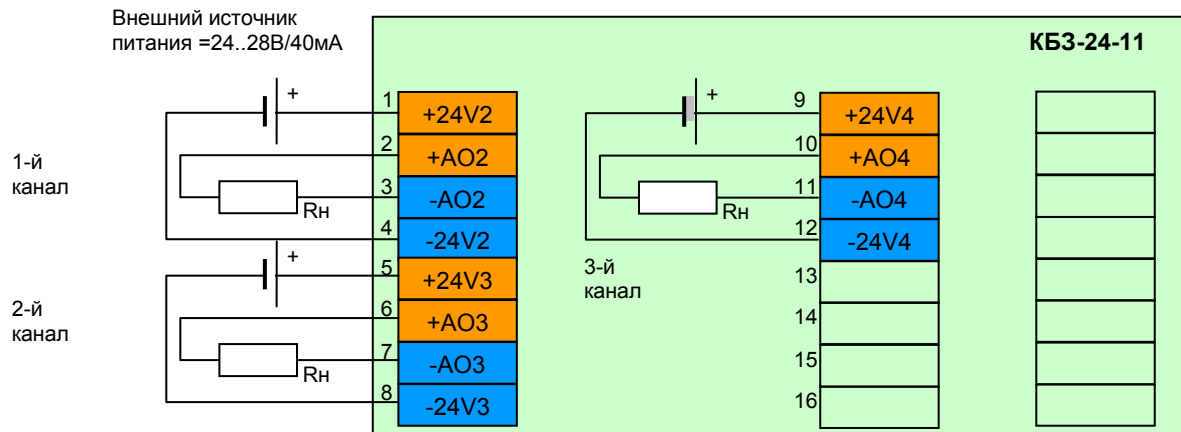 Внешний источник
питания =24..28В/40мА
КБЗ-24-11
1-й
канал
+
1
+24V2
2
+AO2
3
-AO2
Rн
4
-24V2
2-й
канал
+
5
+24V3
6
+AO3
7
-AO3
Rн
8
-24V3
3-й
канал
+
9
+24V4
10
+AO4
11
-AO4
Rн
12
-24V4
13
14
15
16